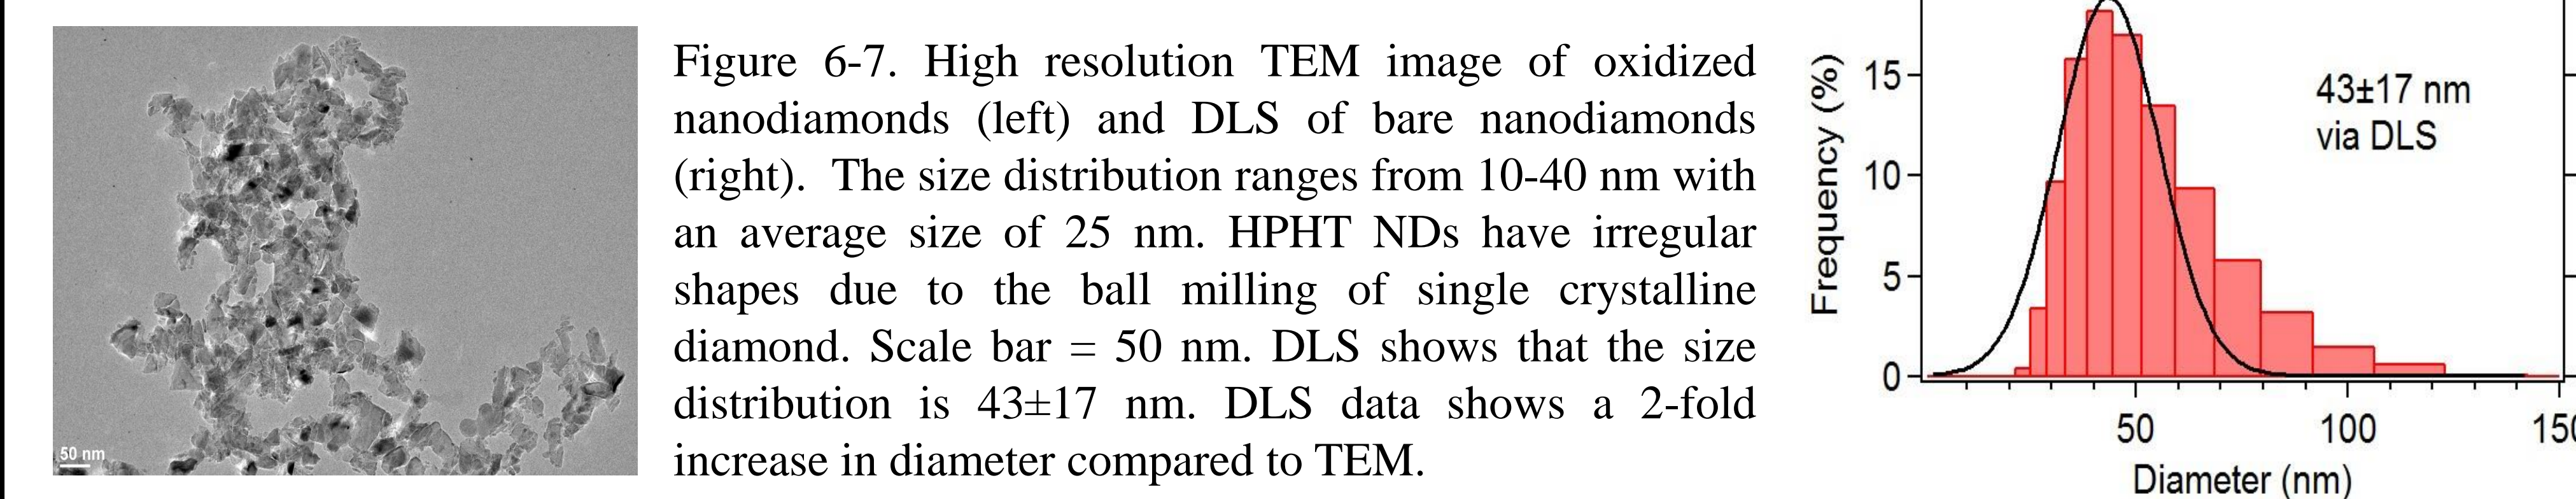 50 nm
Figure 6-7. High resolution TEM image of oxidized
nanodiamonds (left) and DLS of bare nanodiamonds
(right). The size distribution ranges from 10-40 nm with
an average size of 25 nm. HPHT NDs have irregular
shapes due to the ball milling of single crystalline
diamond. Scale bar = 50 nm. DLS shows that the size
distribution is 43±17 nm. DLS data shows a 2-fold
increase in diameter compared to TEM.
Frequency (%)
15
10
5
0
43±17 nm
via DLS
50
100
Diameter (nm)